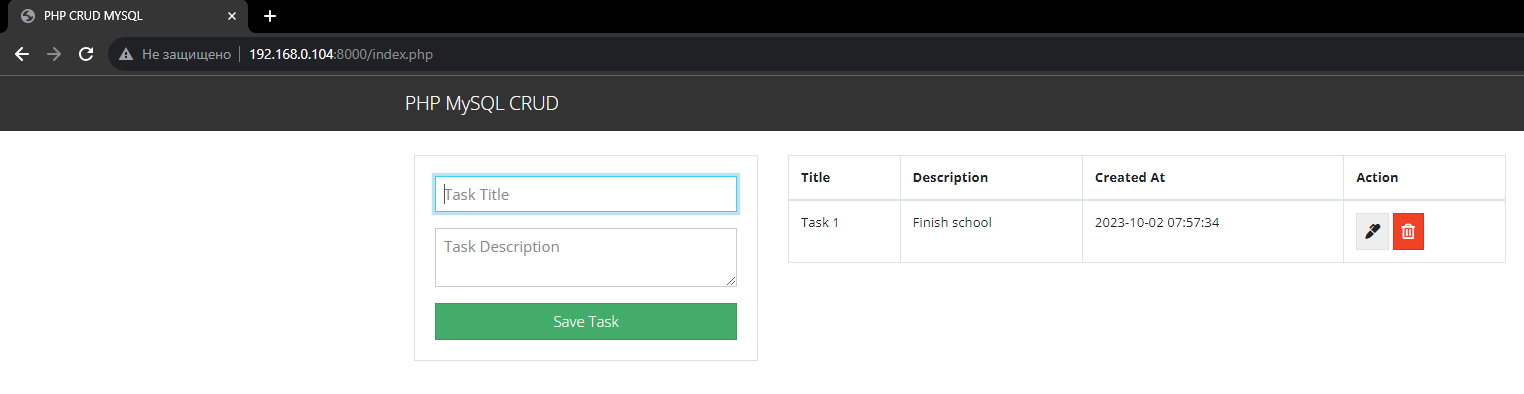 PHP CRUD MYSQL
Не защищено 192.168.0.104:8000/index.php
PHP MySQL CRUD
Task Title
Task Description
Save Task
Title Description Created At Action
Task 1 Finish school 2023-10-02 07:57:34